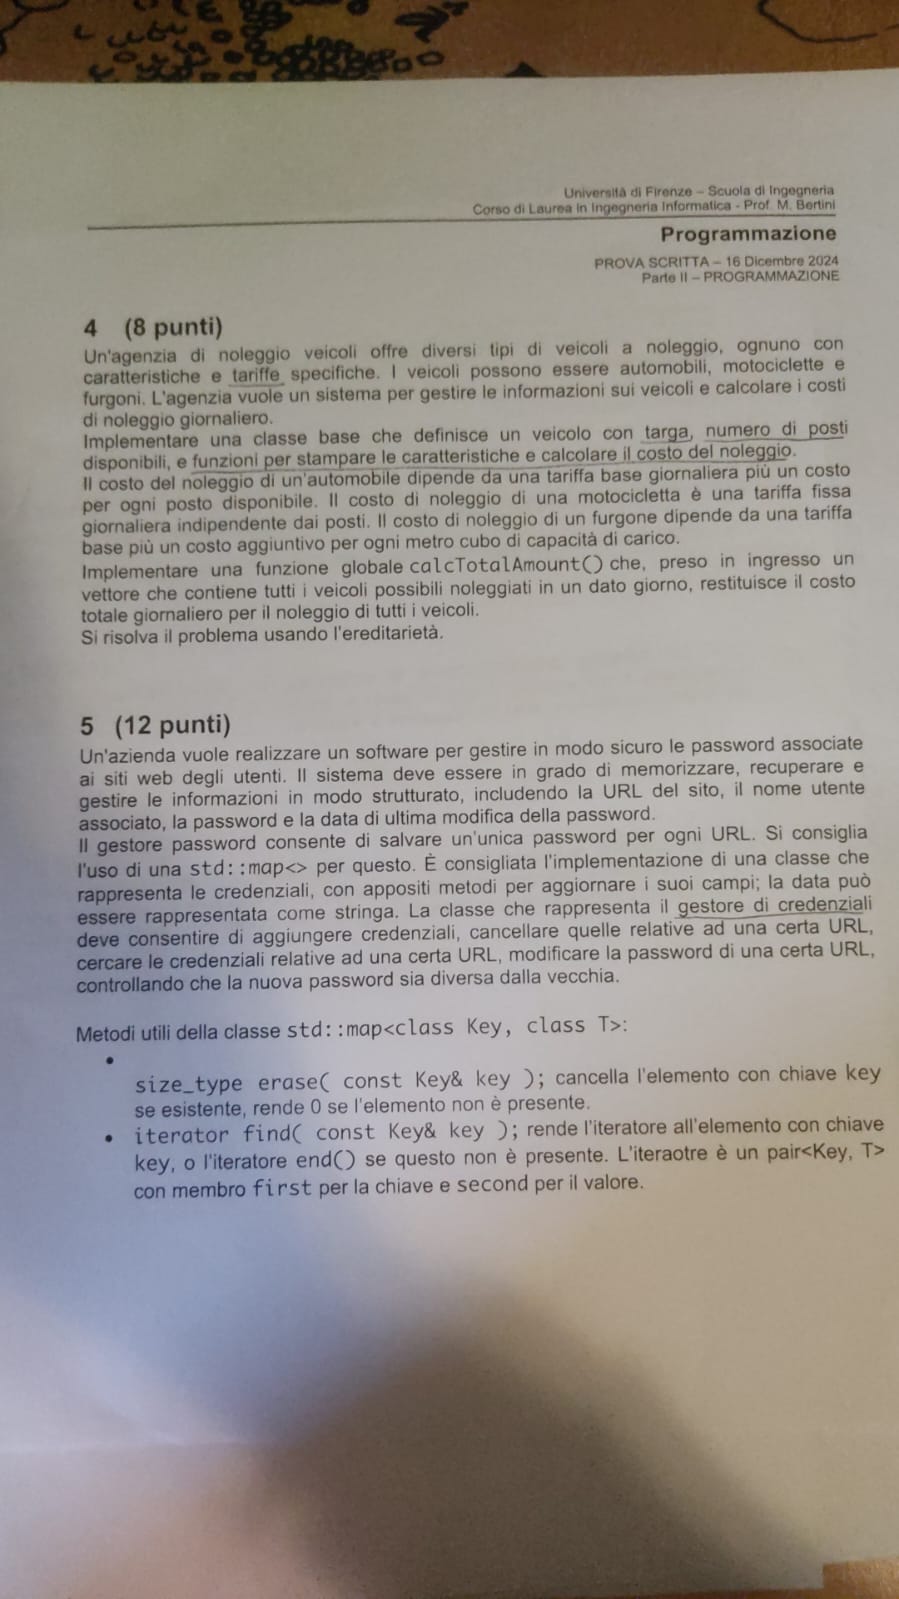 Università di Firenze – Scuola di Ingegneria
Corso di Laurea in Ingegneria Informatica - Prof. M. Bertini
Programmazione
PROVA SCRITTA – 16 Dicembre 2024
Parte II – PROGRAMMAZIONE
4 (8 punti)
Un'agenzia di noleggio veicoli offre diversi tipi di veicoli a noleggio, ognuno con
caratteristiche e tariffe specifiche. I veicoli possono essere automobili, motociclette e
furgoni. L'agenzia vuole un sistema per gestire le informazioni sui veicoli e calcolare i costi
di noleggio giornaliero.
Implementare una classe base che definisce un veicolo con targa, numero di posti
disponibili, e funzioni per stampare le caratteristiche e calcolare il costo del noleggio.
Il costo del noleggio di un'automobile dipende da una tariffa base giornaliera più un costo
per ogni posto disponibile. Il costo di noleggio di una motocicletta è una tariffa fissa
giornaliera indipendente dai posti. Il costo di noleggio di un furgone dipende da una tariffa
base più un costo aggiuntivo per ogni metro cubo di capacità di carico.
Implementare una funzione globale calcTotalAmount() che, preso in ingresso un
vettore che contiene tutti i veicoli possibili noleggiati in un dato giorno, restituisce il costo
totale giornaliero per il noleggio di tutti i veicoli.
Si risolva il problema usando l'ereditarietà.
5 (12 punti)
Un'azienda vuole realizzare un software per gestire in modo sicuro le password associate
ai siti web degli utenti. Il sistema deve essere in grado di memorizzare, recuperare e
gestire le informazioni in modo strutturato, includendo la URL del sito, il nome utente
associato, la password e la data di ultima modifica della password.
Il gestore password consente di salvare un'unica password per ogni URL. Si consiglia
l'uso di una std::map<> per questo. È consigliata l'implementazione di una classe che
rappresenta le credenziali, con appositi metodi per aggiornare i suoi campi; la data può
essere rappresentata come stringa. La classe che rappresenta il gestore di credenziali
deve consentire di aggiungere credenziali, cancellare quelle relative ad una certa URL,
cercare le credenziali relative ad una certa URL, modificare la password di una certa URL,
controllando che la nuova password sia diversa dalla vecchia.
Metodi utili della classe std::map<class Key, class T>:
•
size_type erase( const Key& key ); cancella l'elemento con chiave key
se esistente, rende 0 se l'elemento non è presente.
• iterator find( const Key& key ); rende l'iteratore all'elemento con chiave
key, o l'iteratore end() se questo non è presente. L'iteraotre è un pair<Key, T>
con membro first per la chiave e second per il valore.